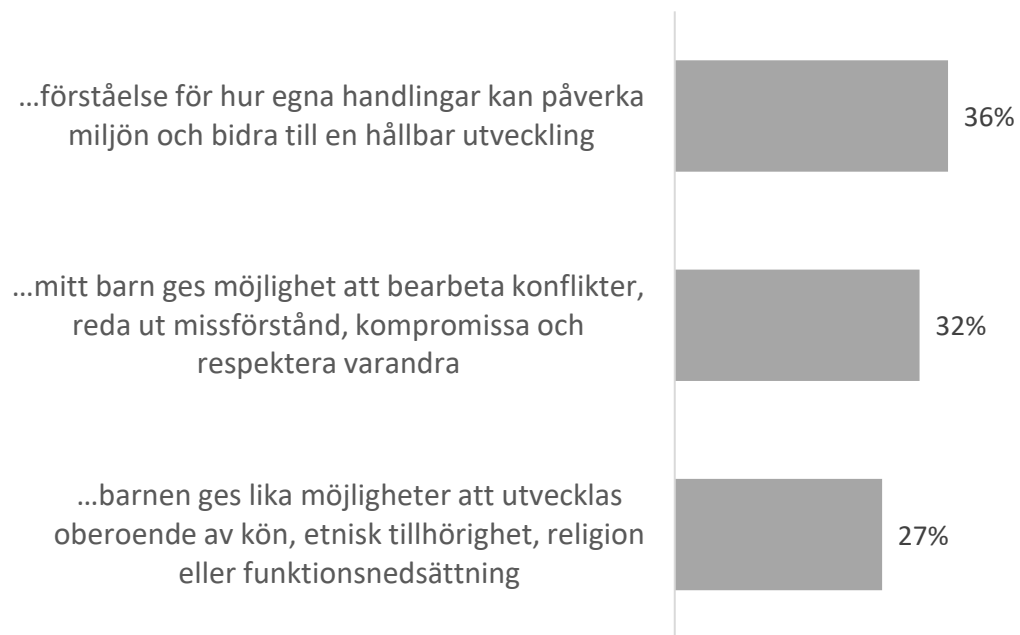 …förståelse för hur egna handlingar kan påverka
miljön och bidra till en hållbar utveckling
36%
…mitt barn ges möjlighet att bearbeta konflikter,
reda ut missförstånd, kompromissa och
respektera varandra
32%
…barnen ges lika möjligheter att utvecklas
oberoende av kön, etnisk tillhörighet, religion
eller funktionsnedsättning
27%